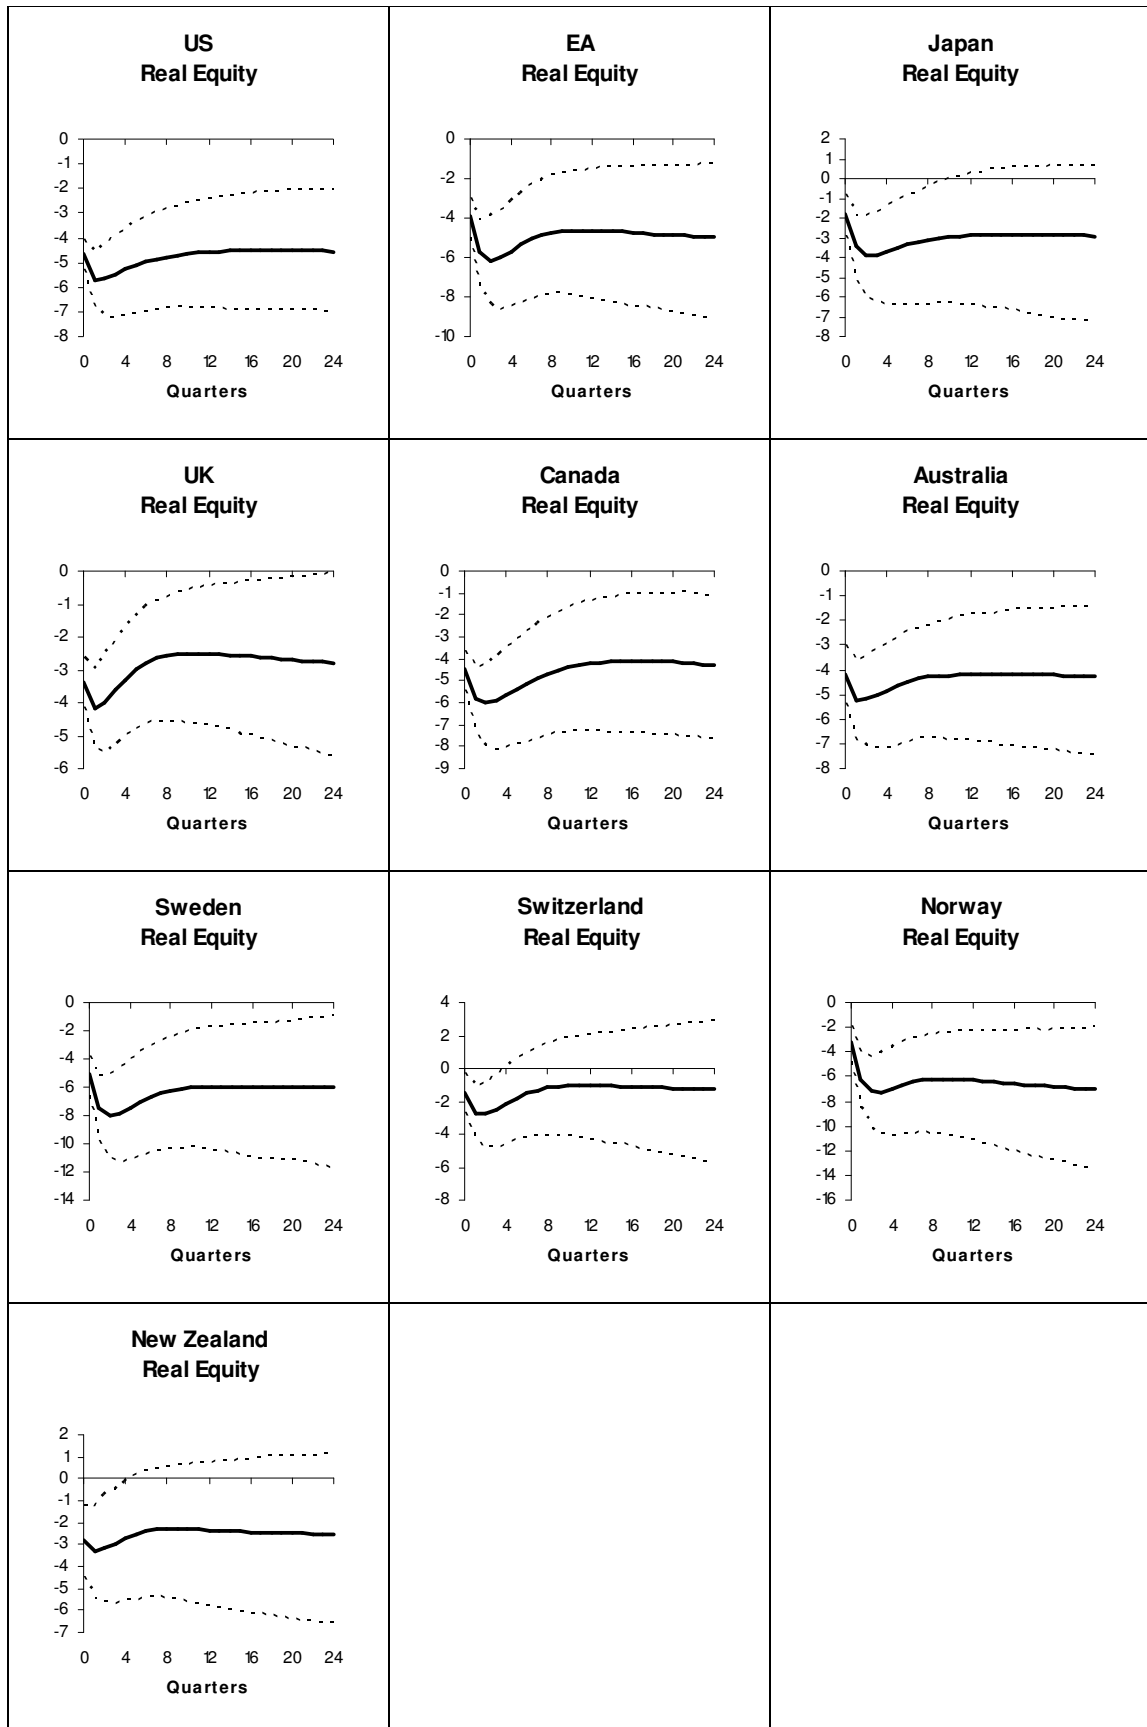 US
Real Equity
0
-1
-2
-3
-4
-5
-6
-7
-8
0 4 8 12 16 20 24
Quarters
EA
Real Equity
0
-2
-4
-6
-8
-10
0 4 8 12 16 20 24
Quarters
Japan
Real Equity
2
1
0
-1
-2
-3
-4
-5
-6
-7
-8
0 4 8 12 16 20 24
Quarters
UK
Real Equity
0
-1
-2
-3
-4
-5
-6
0 4 8 12 16 20 24
Quarters
Canada
Real Equity
0
-1
-2
-3
-4
-5
-6
-7
-8
-9
0 4 8 12 16 20 24
Quarters
Australia
Real Equity
0
-1
-2
-3
-4
-5
-6
-7
-8
0 4 8 12 16 20 24
Quarters
Sweden
Real Equity
0
-2
-4
-6
-8
-10
-12
-14
0 4 8 12 16 20 24
Quarters
Switzerland
Real Equity
4
2
0
-2
-4
-6
-8
0 4 8 12 16 20 24
Quarters
Norway
Real Equity
0
-2
-4
-6
-8
-10
-12
-14
-16
0 4 8 12 16 20 24
Quarters
New Zealand
Real Equity
2
1
0
-1
-2
-3
-4
-5
-6
-7
0 4 8 12 16 20 24
Quarters